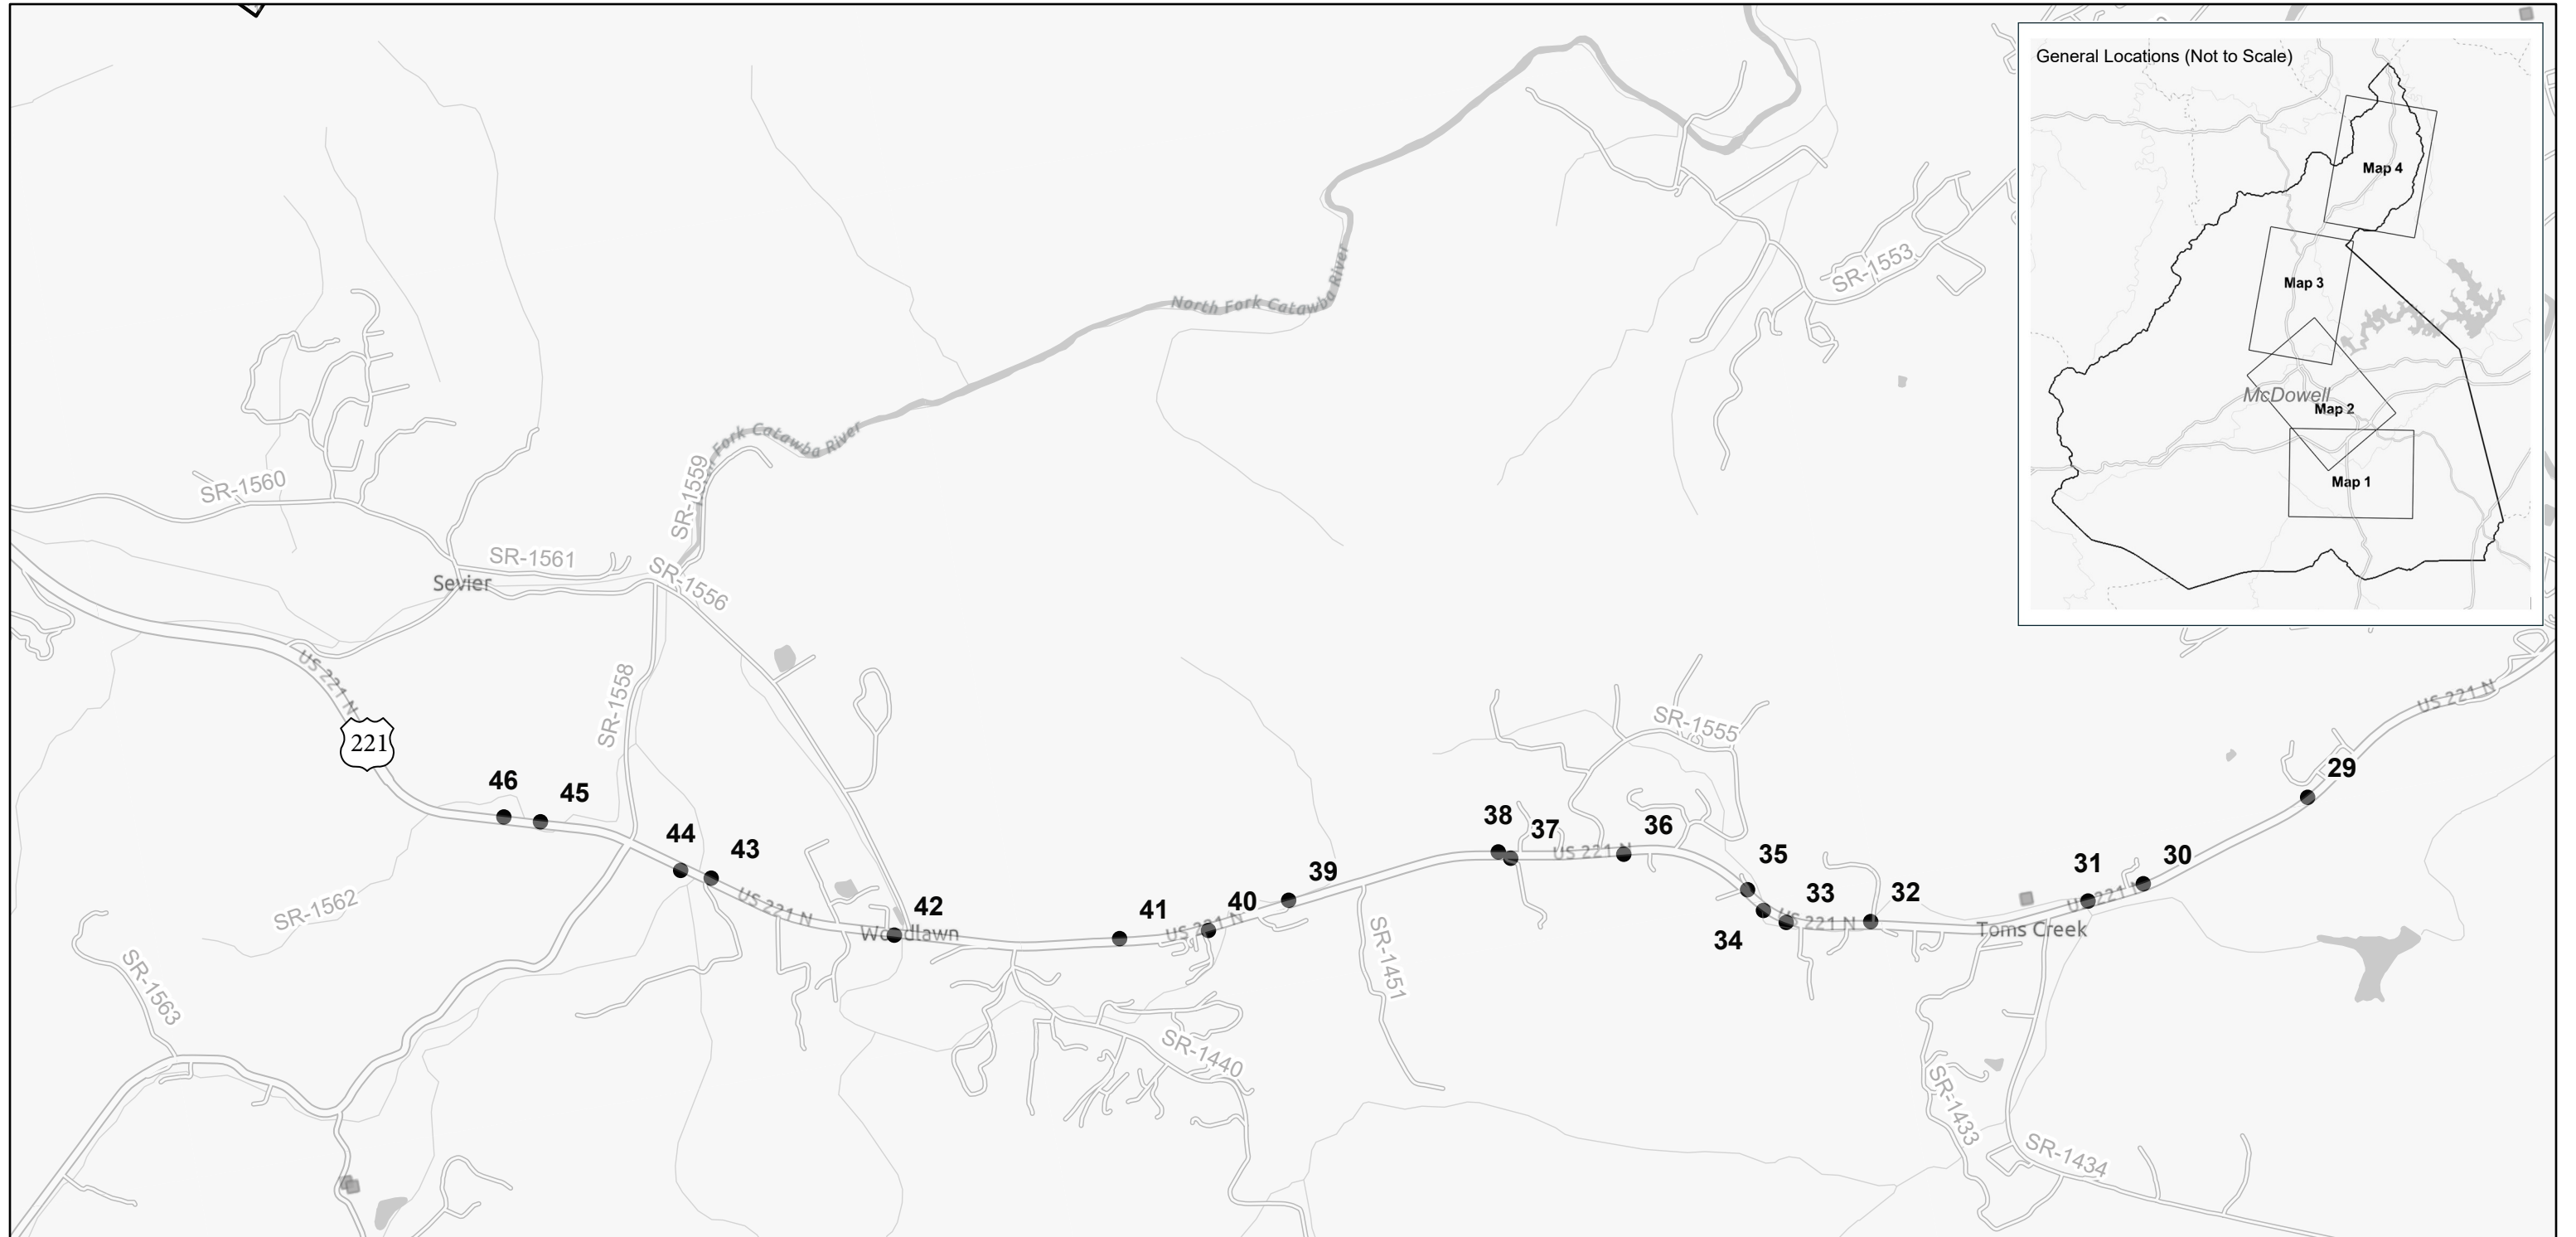 General Locations (Not to Scale)
Map 4
Map 3
McDowell
Map 2
Map 1
North Fork Catawba River
SR-1553
Fork Catawba River
SR-1559
SR-1560
SR-1561
SR-1556
Sevier
US 221 N
221
SR-1558
SR-1555
US 221 N
46
45
44
43
42
41
40
39
38
37
36
35
34
33
32
31
30
29
US 221 N
US 221 N
US 221 N
US 221 N
US 221 N
Woodlawn
Toms Creek
SR-1562
SR-1563
SR-1451
SR-1440
SR-1433
SR-1434